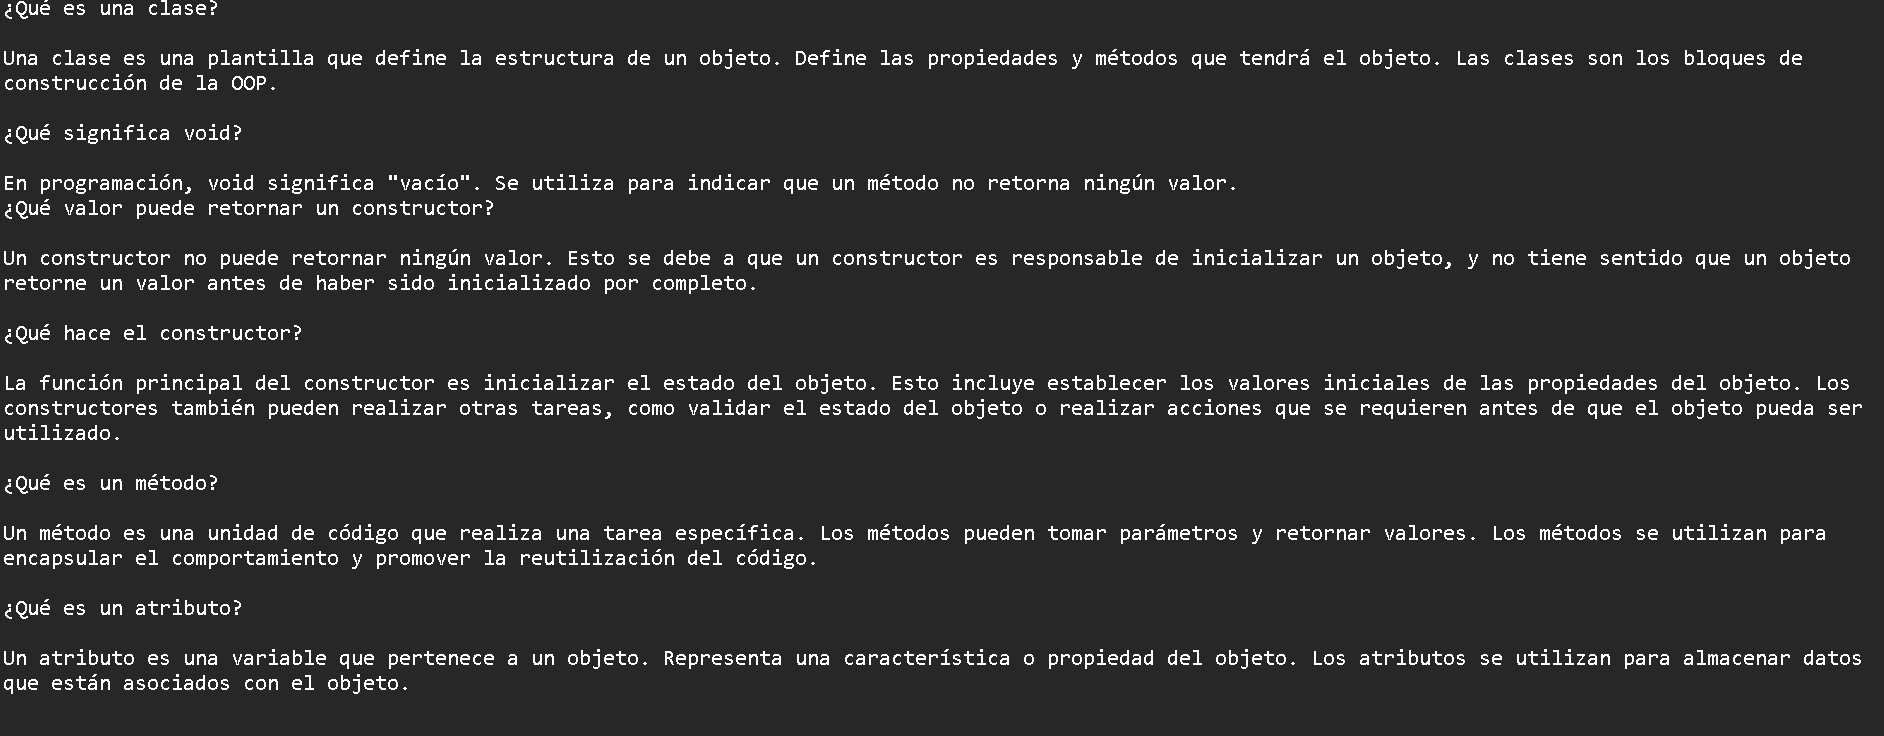 ¿Qué es una clase?
Una clase es una plantilla que define la estructura de un objeto. Define las propiedades y métodos que tendrá el objeto. Las clases son los bloques de
construcción de la OOP.
¿Qué significa void?
En programación, void significa "vacío". Se utiliza para indicar que un método no retorna ningún valor.
¿Qué valor puede retornar un constructor?
Un constructor no puede retornar ningún valor. Esto se debe a que un constructor es responsable de inicializar un objeto, y no tiene sentido que un objeto
retorne un valor antes de haber sido inicializado por completo.
¿Qué hace el constructor?
La función principal del constructor es inicializar el estado del objeto. Esto incluye establecer los valores iniciales de las propiedades del objeto. Los
constructores también pueden realizar otras tareas, como validar el estado del objeto o realizar acciones que se requieren antes de que el objeto pueda ser
utilizado.
¿Qué es un método?
Un método es una unidad de código que realiza una tarea específica. Los métodos pueden tomar parámetros y retornar valores. Los métodos se utilizan para
encapsular el comportamiento y promover la reutilización del código.
¿Qué es un atributo?
Un atributo es una variable que pertenece a un objeto. Representa una característica o propiedad del objeto. Los atributos se utilizan para almacenar datos
que están asociados con el objeto.